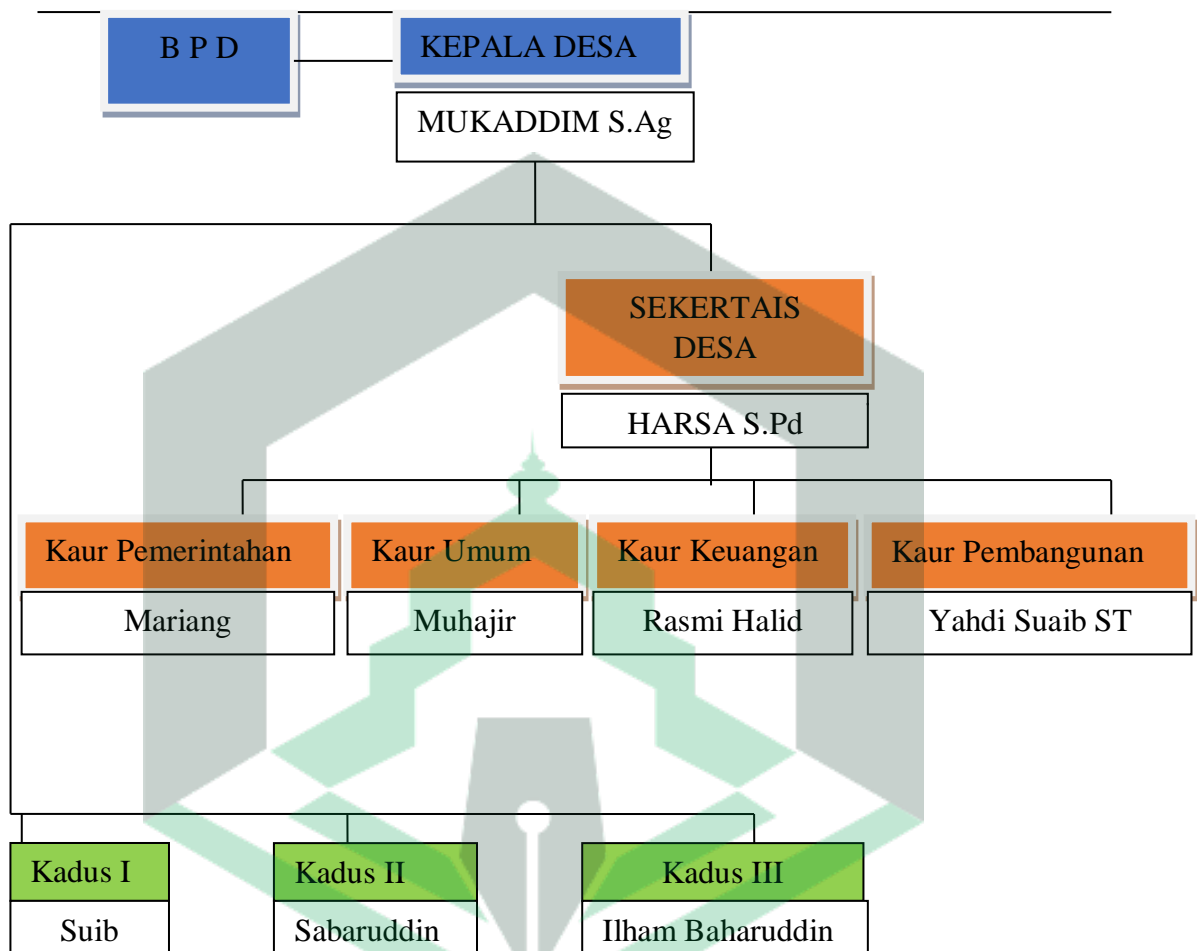 B P D
KEPALA DESA
MUKADDIM S.Ag
SEKERTAIS
DESA
HARSA S.Pd
Kaur Pemerintahan
Kaur Umum
Kaur Keuangan
Kaur Pembangunan
Mariang
Muhajir
Rasmi Halid
Yahdi Suaib ST
Kadus I
Kadus II
Kadus III
Suib
Sabaruddin
Ilham Baharuddin